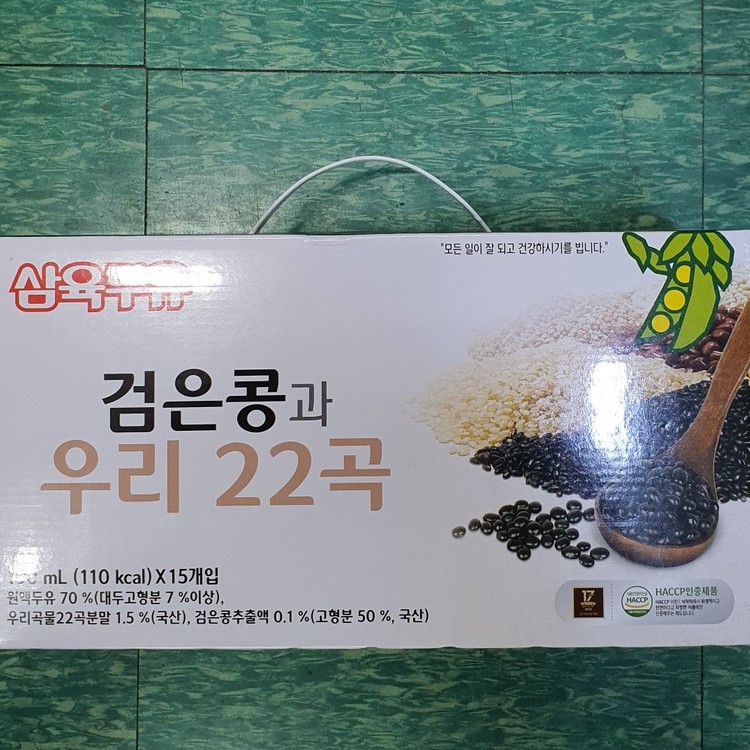 "모든 일이 잘 되고 건강하시기를 빕니다."
삼육두유
검은콩과
우리 22곡
mL (110 kcal) X 15개입
원액두유 70 %(대두고형분 7 %이상),
우리곡물22곡분말 1.5 %(국산), 검은콩추출액 0.1 %(고형분 50 %, 국산)
17
HACCP
HACCP인증제품